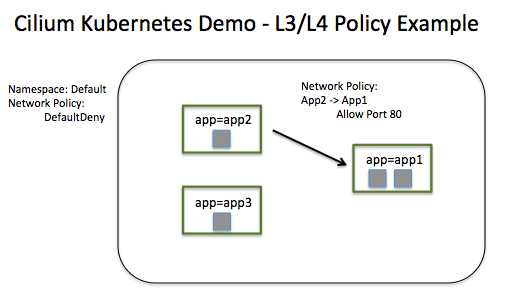 Cilium Kubernetes Demo - L3/L4 Policy Example
Namespace: Default
Network Policy:
DefaultDeny
Network Policy:
App2 -> App1
Allow Port 80
app=app2
app=app1
app=app3